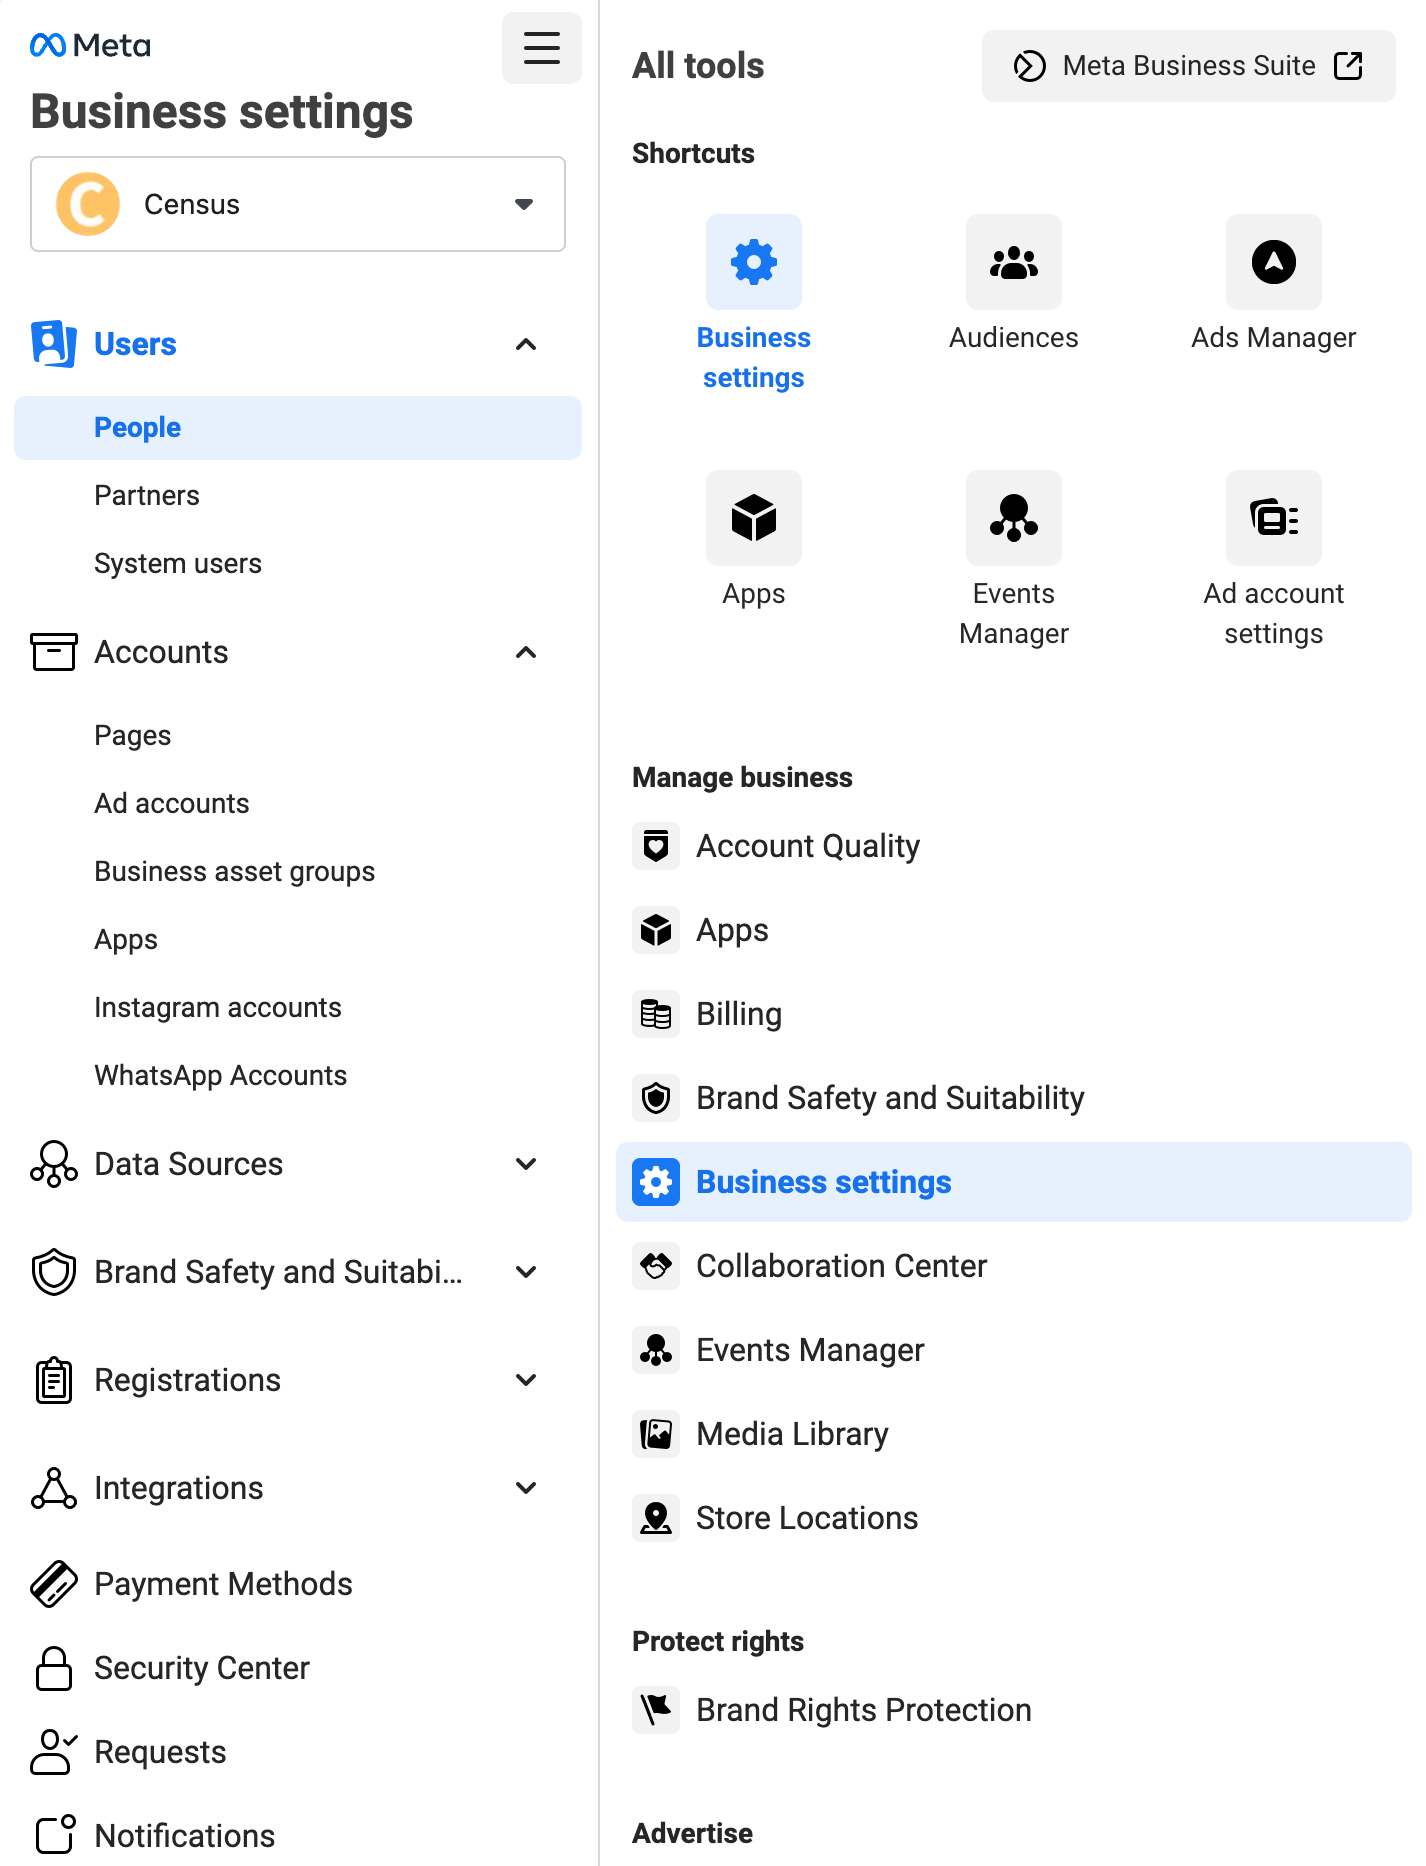 Meta
Business settings
C
Census
Users
People
Partners
System users
Accounts
Pages
Ad accounts
Business asset groups
Apps
Instagram accounts
WhatsApp Accounts
Data Sources
Brand Safety and Suitabi...
Registrations
Integrations
Payment Methods
Security Center
Requests
Notifications
All tools
Meta Business Suite
Shortcuts
Business
settings
Audiences
Ads Manager
Apps
Events
Manager
Ad account
settings
Manage business
Account Quality
Apps
Billing
Brand Safety and Suitability
Business settings
Collaboration Center
Events Manager
Media Library
Store Locations
Protect rights
Brand Rights Protection
Advertise